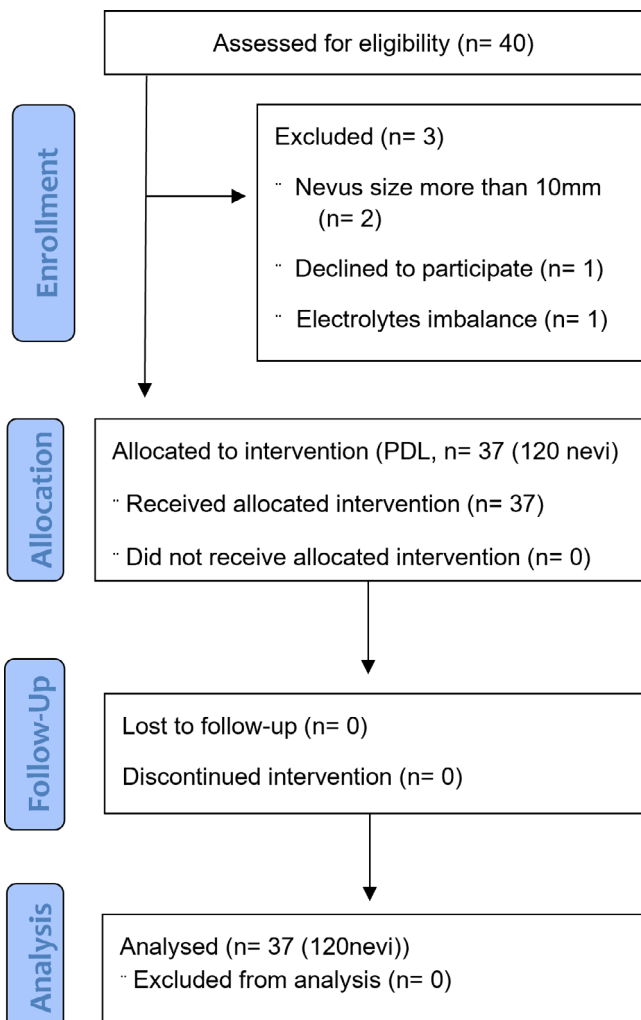 Assessed for eligibility (n= 40)
Enrollment
Excluded (n= 3)
¨ Nevus size more than 10mm
(n= 2)
¨ Declined to participate (n= 1)
¨ Electrolytes imbalance (n= 1)
Allocation
Allocated to intervention (PDL, n= 37 (120 nevi)
¨ Received allocated intervention (n= 37)
¨ Did not receive allocated intervention (n= 0)
Follow-Up
Lost to follow-up (n= 0)
Discontinued intervention (n= 0)
Analysis
Analysed (n= 37 (120nevi))
¨ Excluded from analysis (n= 0)